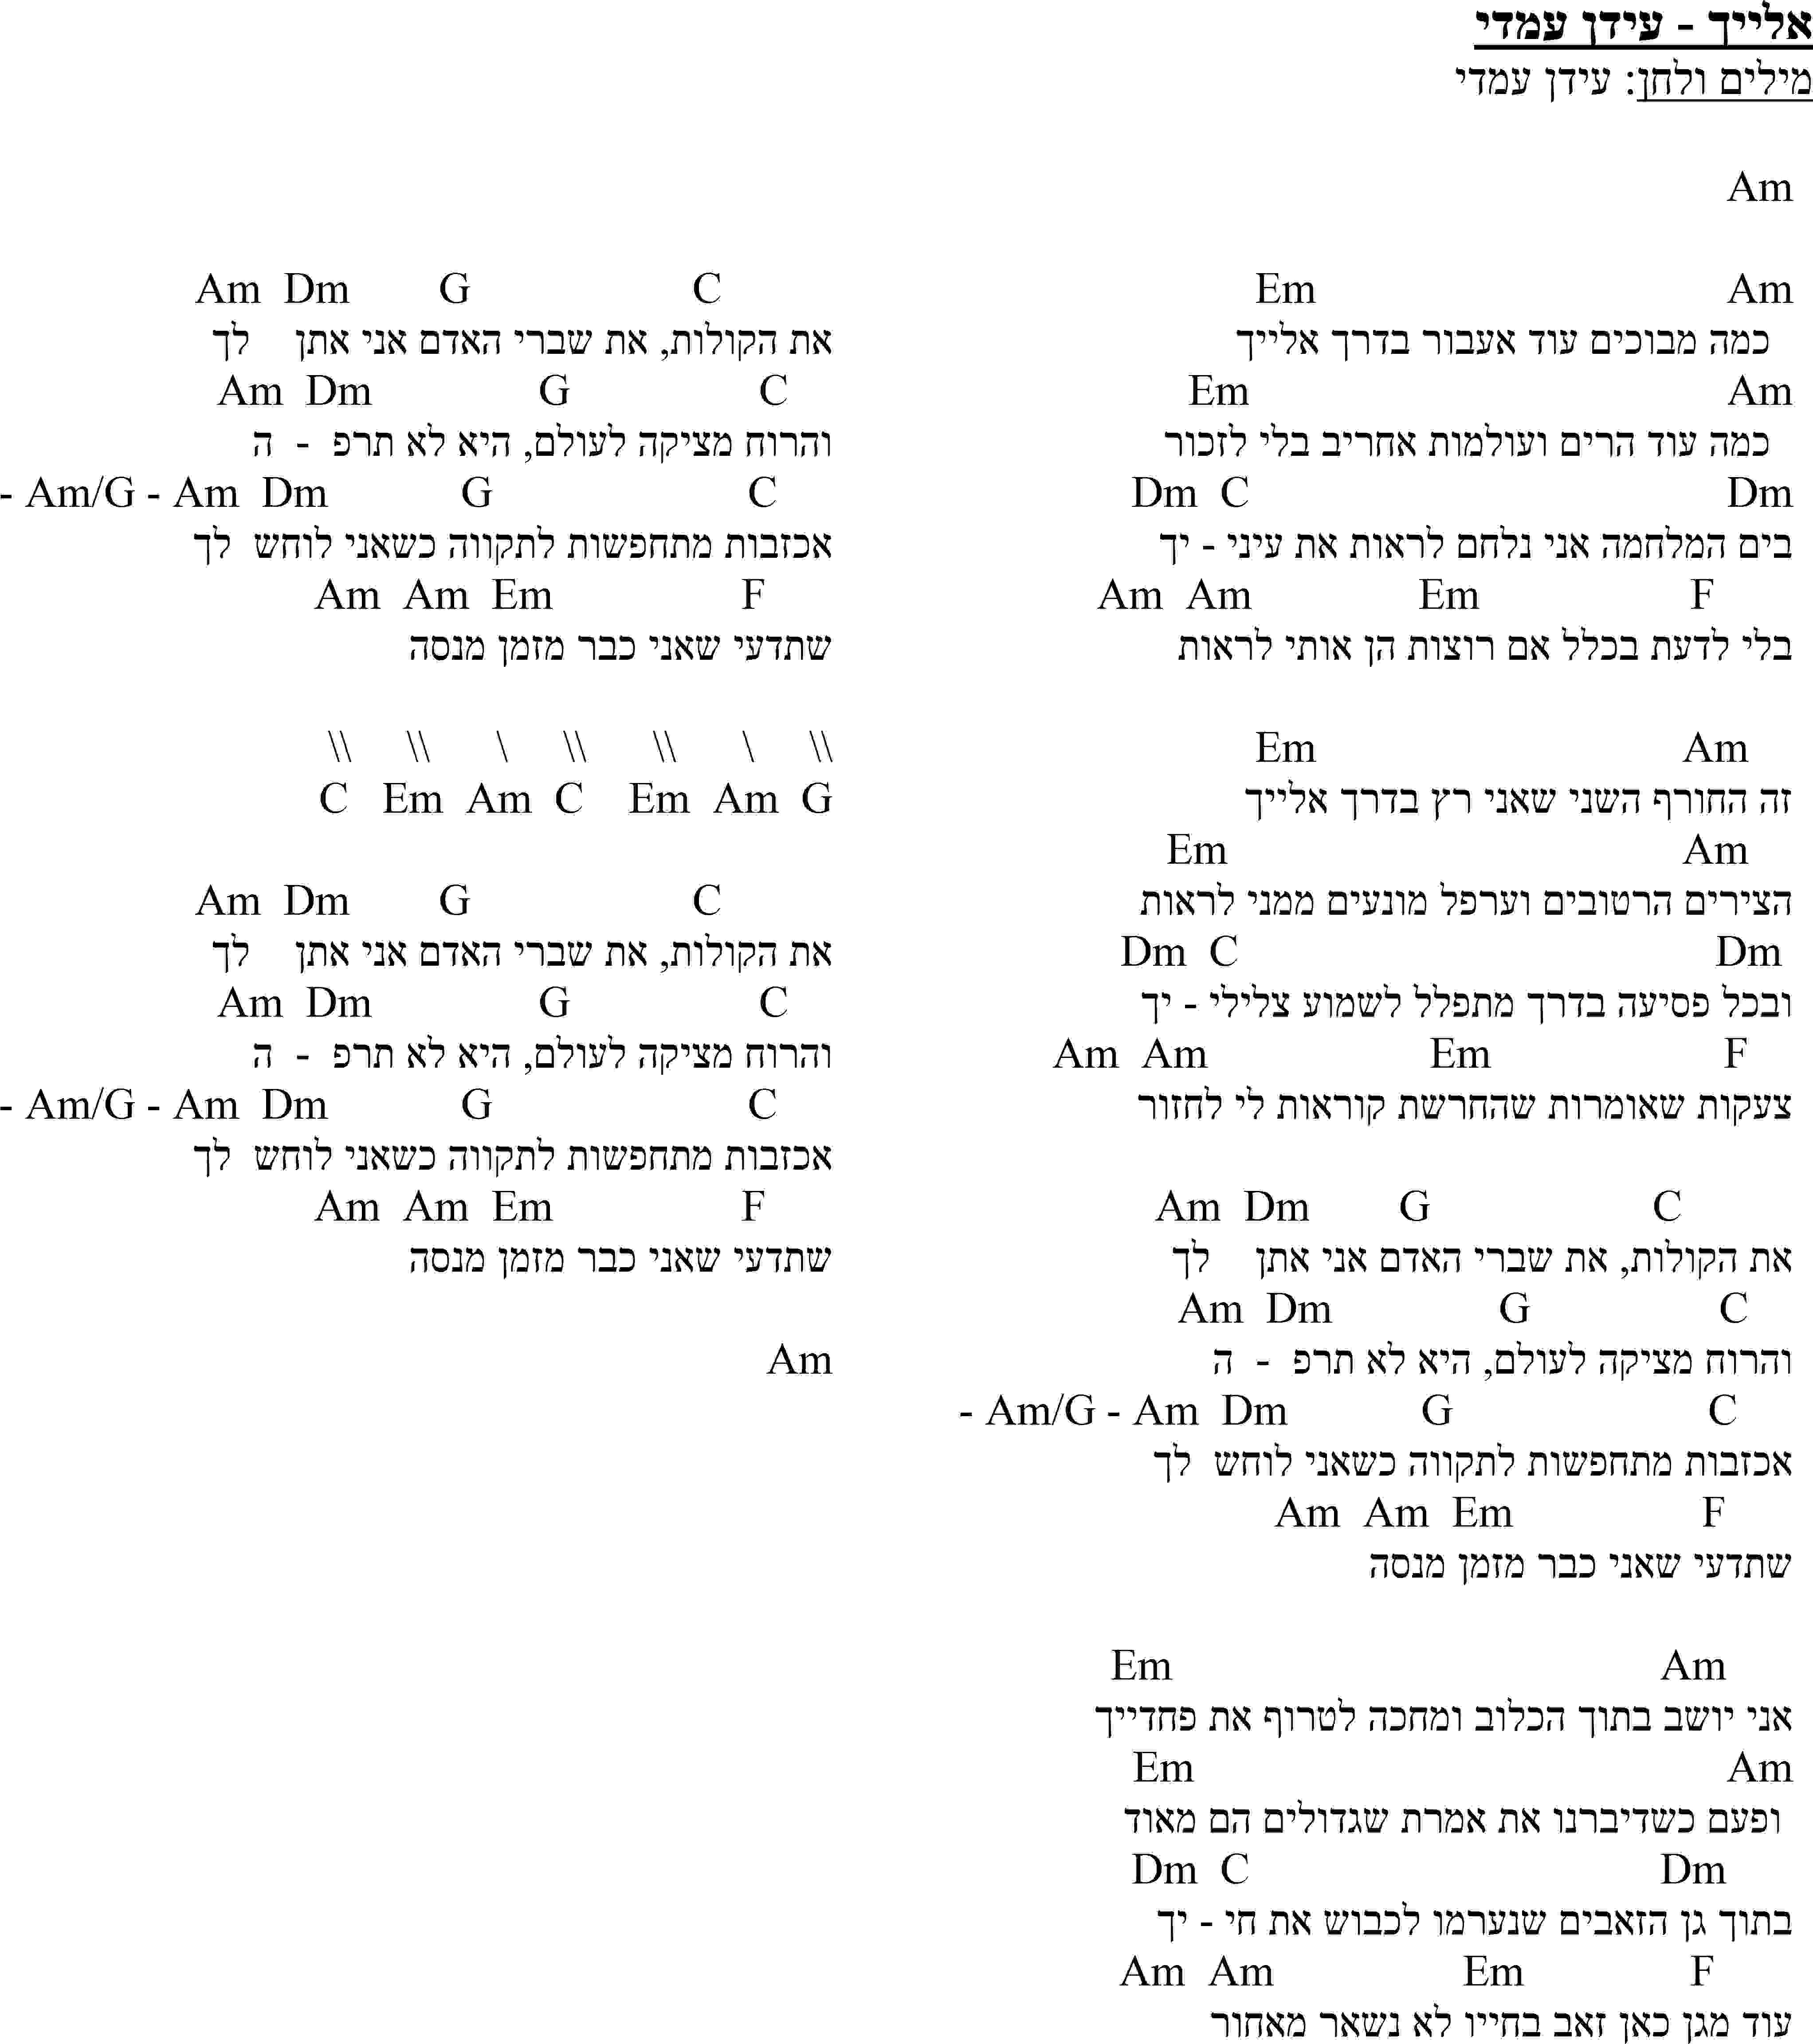 אלייך - עידן עמדי
מילים ולחן: עידן עמדי
Am
Em Am
כמה מבוכים עוד אעבור בדרך אלייך
Em Am
כמה עוד הרים ועולמות אחריב בלי לזכור
Dm C Dm
בים המלחמה אני נלחם לראות את עיני - יך
Am Am Em F
בלי לדעת בכלל אם רוצות הן אותי לראות
Em Am
זה החורף השני שאני רץ בדרך אלייך
Em Am
הצירים הרטובים וערפל מונעים ממני לראות
Dm C Dm
ובכל פסיעה בדרך מתפלל לשמוע צלילי - יך
Am Am Em F
צעקות שאומרות שהחרשת קוראות לי לחזור
Am Dm G C
את הקולות, את שברי האדם אני אתן לך
Am Dm G C
והרוח מציקה לעולם, היא לא תרפ - ה
- Am/G - Am Dm G C
אכזבות מתחפשות לתקווה כשאני לוחש לך
Am Am Em F
שתדעי שאני כבר מזמן מנסה
Em Am
אני יושב בתוך הכלוב ומחכה לטרוף את פחדייך
Em Am
ופעם כשדיברנו את אמרת שגדולים הם מאוד
Dm C Dm
בתוך גן הזאבים שנערמו לכבוש את חי - יך
Am Am Em F
עוד מגן כאן זאב בחייו לא נשאר מאחור
Am Dm G C
את הקולות, את שברי האדם אני אתן לך
Am Dm G C
והרוח מציקה לעולם, היא לא תרפ - ה
- Am/G - Am Dm G C
אכזבות מתחפשות לתקווה כשאני לוחש לך
Am Am Em F
שתדעי שאני כבר מזמן מנסה
\\ \\ \ \\ \\ \ \\
C Em Am C Em Am G
Am Dm G C
את הקולות, את שברי האדם אני אתן לך
Am Dm G C
והרוח מציקה לעולם, היא לא תרפ - ה
- Am/G - Am Dm G C
אכזבות מתחפשות לתקווה כשאני לוחש לך
Am Am Em F
שתדעי שאני כבר מזמן מנסה
Am